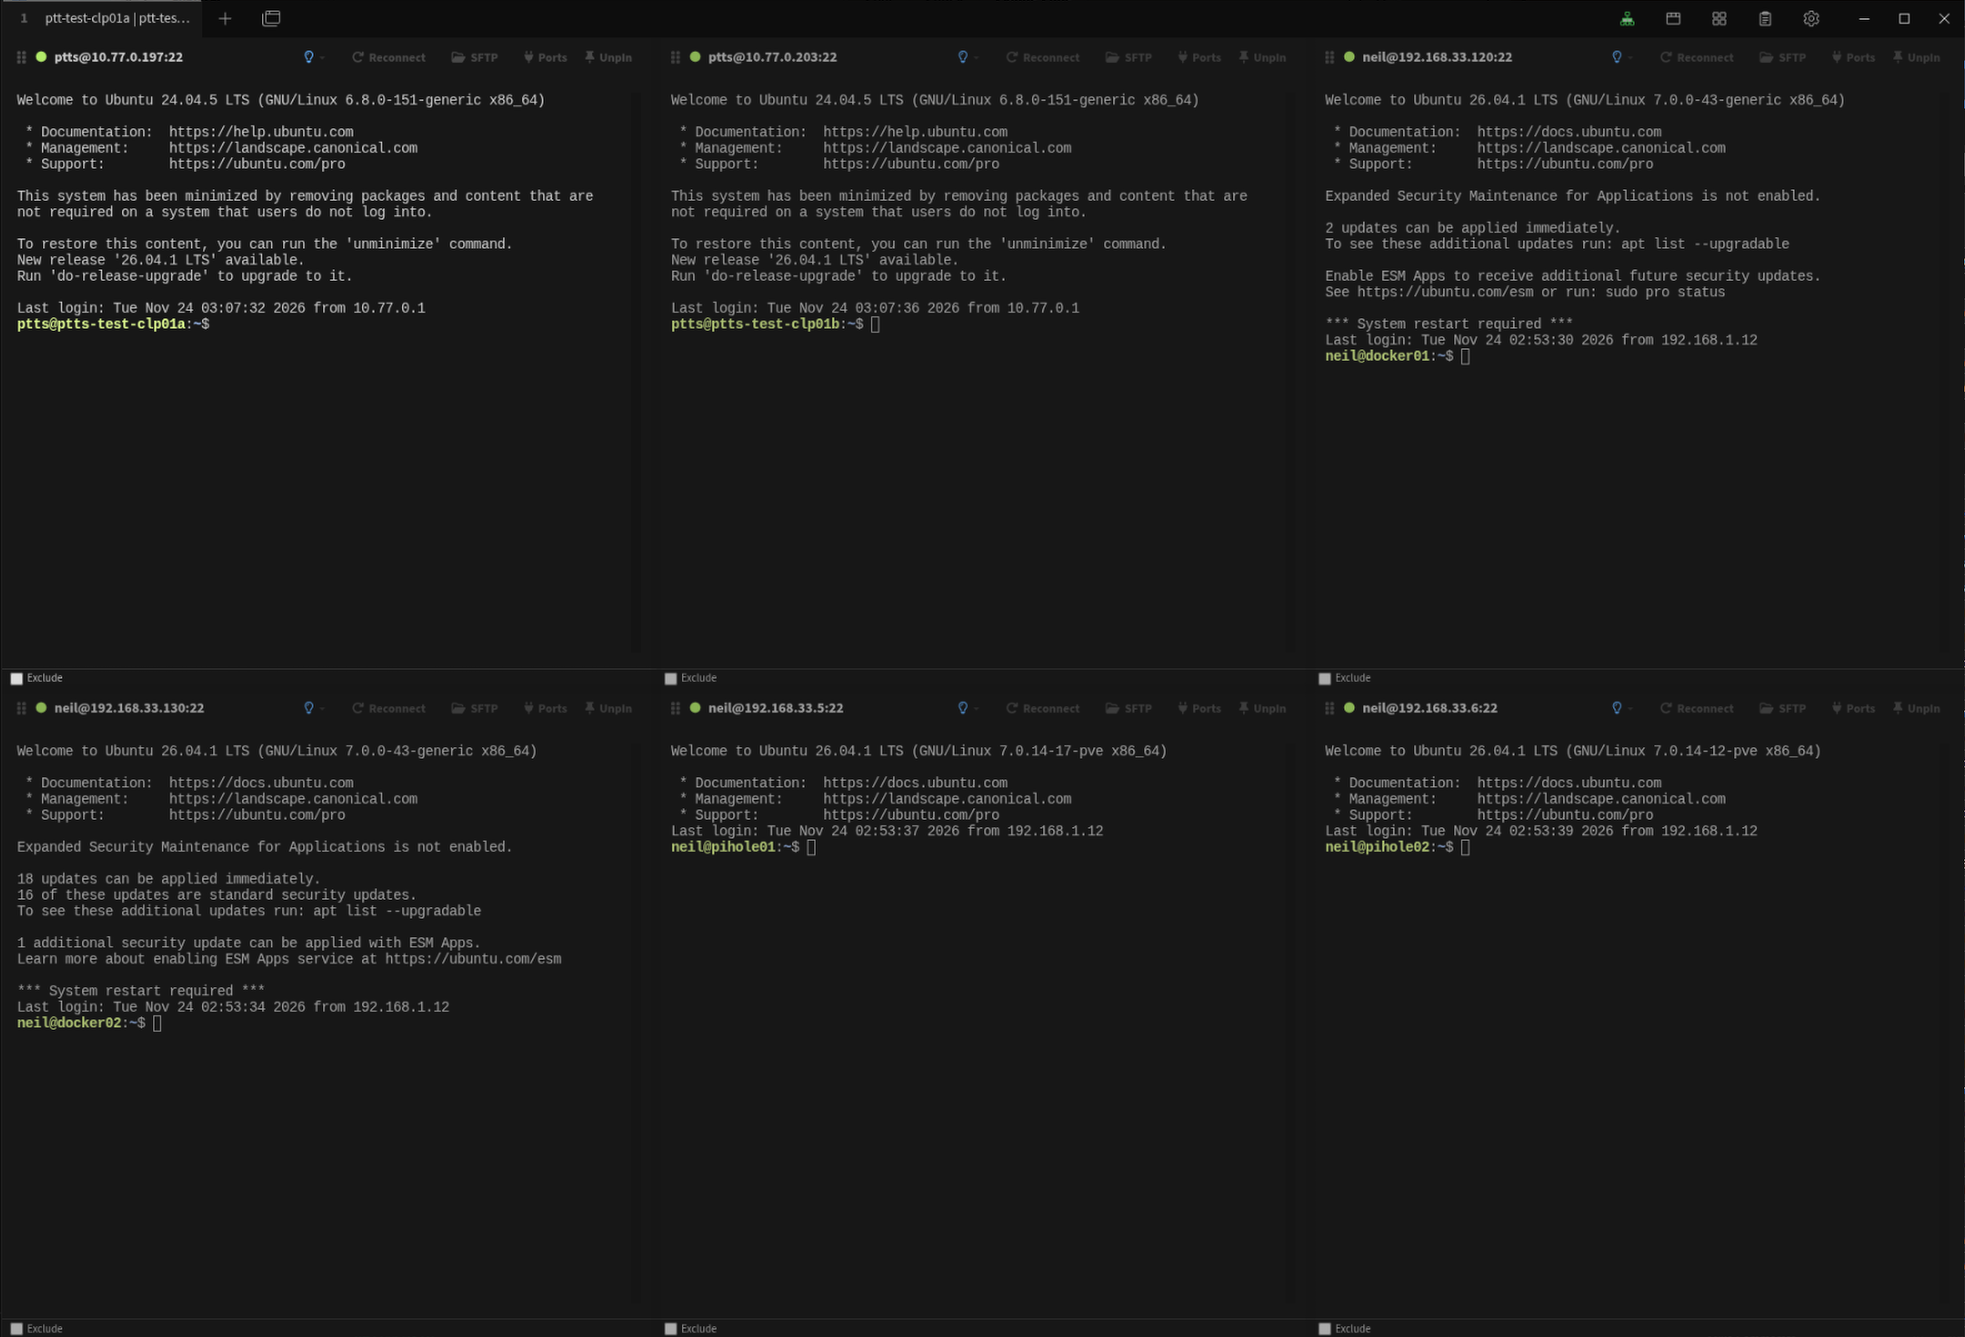 1 ptt-test-clp01a | ptt-tes...
ptts@10.77.0.197:22 Reconnect SFTP Ports Unpin
Welcome to Ubuntu 24.04.5 LTS (GNU/Linux 6.8.0-151-generic x86_64)
* Documentation: https://help.ubuntu.com
* Management: https://landscape.canonical.com
* Support: https://ubuntu.com/pro
This system has been minimized by removing packages and content that are
not required on a system that users do not log into.
To restore this content, you can run the 'unminimize' command.
New release '26.04.1 LTS' available.
Run 'do-release-upgrade' to upgrade to it.
Last login: Tue Nov 24 03:07:32 2026 from 10.77.0.1
ptts@ptts-test-clp01a:~$
Exclude
ptts@10.77.0.203:22 Reconnect SFTP Ports Unpin
Welcome to Ubuntu 24.04.5 LTS (GNU/Linux 6.8.0-151-generic x86_64)
* Documentation: https://help.ubuntu.com
* Management: https://landscape.canonical.com
* Support: https://ubuntu.com/pro
This system has been minimized by removing packages and content that are
not required on a system that users do not log into.
To restore this content, you can run the 'unminimize' command.
New release '26.04.1 LTS' available.
Run 'do-release-upgrade' to upgrade to it.
Last login: Tue Nov 24 03:07:36 2026 from 10.77.0.1
ptts@ptts-test-clp01b:~$
Exclude
neil@192.168.33.120:22 Reconnect SFTP Ports Unpin
Welcome to Ubuntu 26.04.1 LTS (GNU/Linux 7.0.0-43-generic x86_64)
* Documentation: https://docs.ubuntu.com
* Management: https://landscape.canonical.com
* Support: https://ubuntu.com/pro
Expanded Security Maintenance for Applications is not enabled.
2 updates can be applied immediately.
To see these additional updates run: apt list --upgradable
Enable ESM Apps to receive additional future security updates.
See https://ubuntu.com/esm or run: sudo pro status
*** System restart required ***
Last login: Tue Nov 24 02:53:30 2026 from 192.168.1.12
neil@docker01:~$
Exclude
neil@192.168.33.130:22 Reconnect SFTP Ports Unpin
Welcome to Ubuntu 26.04.1 LTS (GNU/Linux 7.0.0-43-generic x86_64)
* Documentation: https://docs.ubuntu.com
* Management: https://landscape.canonical.com
* Support: https://ubuntu.com/pro
Expanded Security Maintenance for Applications is not enabled.
18 updates can be applied immediately.
16 of these updates are standard security updates.
To see these additional updates run: apt list --upgradable
1 additional security update can be applied with ESM Apps.
Learn more about enabling ESM Apps service at https://ubuntu.com/esm
*** System restart required ***
Last login: Tue Nov 24 02:53:34 2026 from 192.168.1.12
neil@docker02:~$
Exclude
neil@192.168.33.5:22 Reconnect SFTP Ports Unpin
Welcome to Ubuntu 26.04.1 LTS (GNU/Linux 7.0.14-17-pve x86_64)
* Documentation: https://docs.ubuntu.com
* Management: https://landscape.canonical.com
* Support: https://ubuntu.com/pro
Last login: Tue Nov 24 02:53:37 2026 from 192.168.1.12
neil@pihole01:~$
Exclude
neil@192.168.33.6:22 Reconnect SFTP Ports Unpin
Welcome to Ubuntu 26.04.1 LTS (GNU/Linux 7.0.14-12-pve x86_64)
* Documentation: https://docs.ubuntu.com
* Management: https://landscape.canonical.com
* Support: https://ubuntu.com/pro
Last login: Tue Nov 24 02:53:39 2026 from 192.168.1.12
neil@pihole02:~$
Exclude